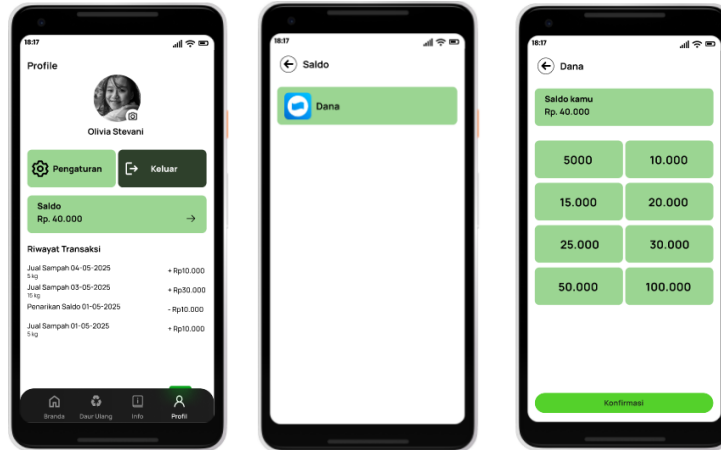 18:17
Profile
Olivia Stevani
Pengaturan
Keluar
Saldo
Rp. 40.000
Riwayat Transaksi
Jual Sampah 04-05-2025
5 kg
+ Rp10.000
Jual Sampah 03-05-2025
15 kg
+ Rp30.000
Penarikan Saldo 01-05-2025
- Rp10.000
Jual Sampah 01-05-2025
5 kg
+ Rp10.000
Branda
Daur Ulang
Info
Profil
18:17
Saldo
Dana
18:17
Dana
Saldo kamu
Rp. 40.000
5000
10.000
15.000
20.000
25.000
30.000
50.000
100.000
Konfirmasi